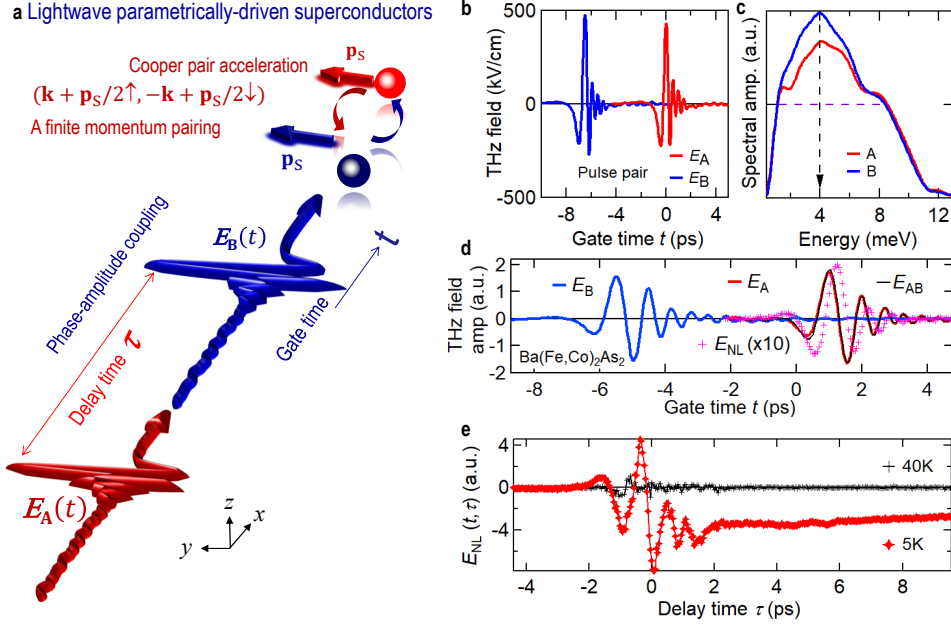 a Lightwave parametrically-driven superconductors
p_S
Cooper pair acceleration
(k + p_S/2↑, −k + p_S/2↓)
A finite momentum pairing
p_S
E_B(t)
t
Phase-amplitude coupling
Delay time τ
Gate time
E_A(t)
z
x
y
b
THz field (kV/cm)
500
0
-500
Pulse pair
E_A
E_B
-8 -4 0 4
Gate time t (ps)
c
Spectral amp. (a.u.)
A
B
0 4 8 12
Energy (meV)
d
THz field
amp (a.u.)
2
1
0
-2
E_B
E_A
E_AB
E_NL (x10)
Ba(Fe,Co)₂As₂
-8 -6 -4 -2 0 2 4
Gate time t (ps)
e
E_NL (t, τ) (a.u.)
4
0
-4
40K
5K
-4 -2 0 2 4 6 8
Delay time τ (ps)